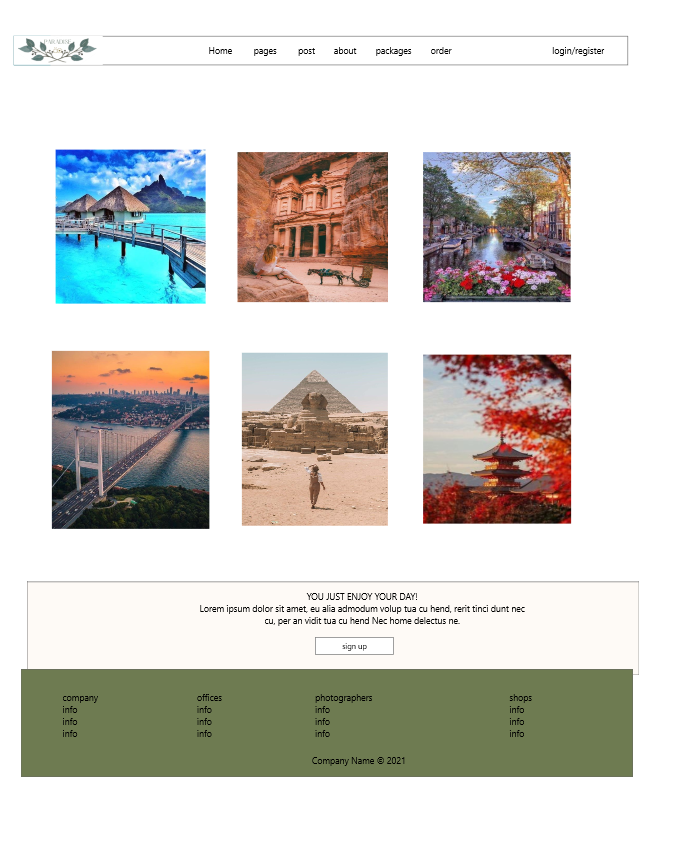 PARADISE
Home pages post about packages order login/register
YOU JUST ENJOY YOUR DAY!
Lorem ipsum dolor sit amet, eu alia admodum volup tua cu hend, rerit tinci dunt nec
cu, per an vidit tua cu hend Nec home delectus ne.
sign up
company offices photographers shops
info info info info
info info info info
info info info info
Company Name © 2021